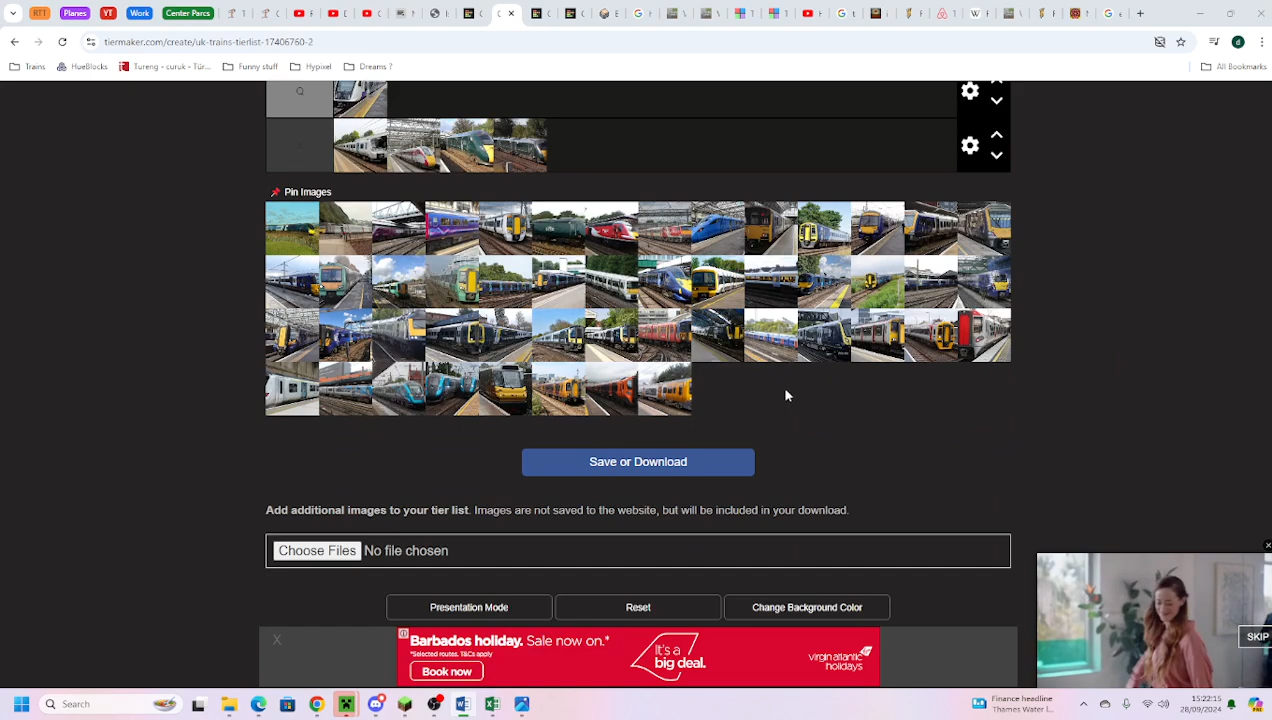 RTT
Planes
YT
Work
Center Parcs
tiermaker.com/create/uk-trains-tierlist-17406760-2
d
Trains
HueBlocks
Tureng - curuk - Tür...
Funny stuff
Hypixel
Dreams ?
All Bookmarks
Q
Pin Images
Save or Download
Add additional images to your tier list. Images are not saved to the website, but will be included in your download.
Choose Files No file chosen
Presentation Mode
Reset
Change Background Color
SKIP
X
Barbados holiday. Sale now on.*
*Selected routes. T&Cs apply
Book now
It's a
big deal.
virgin atlantic
holidays
Search
Finance headline
Thames Water I...
15:22:15
28/09/2024